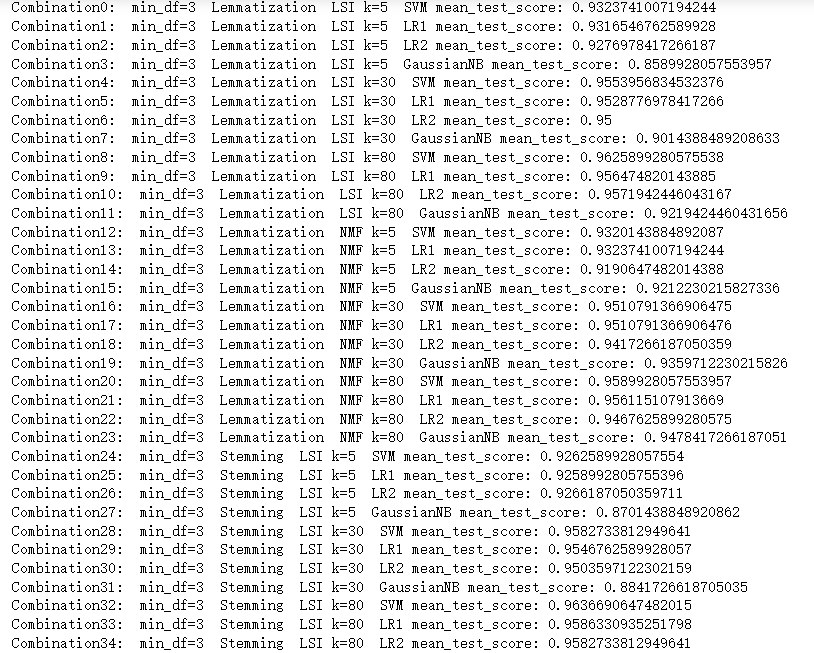 Combination0:  min_df=3  Lemmatization  LSI k=5  SVM mean_test_score: 0.9323741007194244
Combination1:  min_df=3  Lemmatization  LSI k=5  LR1 mean_test_score: 0.9316546762589928
Combination2:  min_df=3  Lemmatization  LSI k=5  LR2 mean_test_score: 0.9276978417266187
Combination3:  min_df=3  Lemmatization  LSI k=5  GaussianNB mean_test_score: 0.8589928057553957
Combination4:  min_df=3  Lemmatization  LSI k=30  SVM mean_test_score: 0.9553956834532376
Combination5:  min_df=3  Lemmatization  LSI k=30  LR1 mean_test_score: 0.9528776978417266
Combination6:  min_df=3  Lemmatization  LSI k=30  LR2 mean_test_score: 0.95
Combination7:  min_df=3  Lemmatization  LSI k=30  GaussianNB mean_test_score: 0.9014388489208633
Combination8:  min_df=3  Lemmatization  LSI k=80  SVM mean_test_score: 0.9625899280575538
Combination9:  min_df=3  Lemmatization  LSI k=80  LR1 mean_test_score: 0.956474820143885
Combination10:  min_df=3  Lemmatization  LSI k=80  LR2 mean_test_score: 0.9571942446043167
Combination11:  min_df=3  Lemmatization  LSI k=80  GaussianNB mean_test_score: 0.9219424460431656
Combination12:  min_df=3  Lemmatization  NMF k=5  SVM mean_test_score: 0.9320143884892087
Combination13:  min_df=3  Lemmatization  NMF k=5  LR1 mean_test_score: 0.9323741007194244
Combination14:  min_df=3  Lemmatization  NMF k=5  LR2 mean_test_score: 0.9190647482014388
Combination15:  min_df=3  Lemmatization  NMF k=5  GaussianNB mean_test_score: 0.9212230215827336
Combination16:  min_df=3  Lemmatization  NMF k=30  SVM mean_test_score: 0.9510791366906475
Combination17:  min_df=3  Lemmatization  NMF k=30  LR1 mean_test_score: 0.9510791366906476
Combination18:  min_df=3  Lemmatization  NMF k=30  LR2 mean_test_score: 0.9417266187050359
Combination19:  min_df=3  Lemmatization  NMF k=30  GaussianNB mean_test_score: 0.9359712230215826
Combination20:  min_df=3  Lemmatization  NMF k=80  SVM mean_test_score: 0.9589928057553957
Combination21:  min_df=3  Lemmatization  NMF k=80  LR1 mean_test_score: 0.956115107913669
Combination22:  min_df=3  Lemmatization  NMF k=80  LR2 mean_test_score: 0.9467625899280575
Combination23:  min_df=3  Lemmatization  NMF k=80  GaussianNB mean_test_score: 0.9478417266187051
Combination24:  min_df=3  Stemming  LSI k=5  SVM mean_test_score: 0.9262589928057554
Combination25:  min_df=3  Stemming  LSI k=5  LR1 mean_test_score: 0.9258992805755396
Combination26:  min_df=3  Stemming  LSI k=5  LR2 mean_test_score: 0.9266187050359711
Combination27:  min_df=3  Stemming  LSI k=5  GaussianNB mean_test_score: 0.8701438848920862
Combination28:  min_df=3  Stemming  LSI k=30  SVM mean_test_score: 0.9582733812949641
Combination29:  min_df=3  Stemming  LSI k=30  LR1 mean_test_score: 0.9546762589928057
Combination30:  min_df=3  Stemming  LSI k=30  LR2 mean_test_score: 0.9503597122302159
Combination31:  min_df=3  Stemming  LSI k=30  GaussianNB mean_test_score: 0.8841726618705035
Combination32:  min_df=3  Stemming  LSI k=80  SVM mean_test_score: 0.9636690647482015
Combination33:  min_df=3  Stemming  LSI k=80  LR1 mean_test_score: 0.9586330935251798
Combination34:  min_df=3  Stemming  LSI k=80  LR2 mean_test_score: 0.9582733812949641